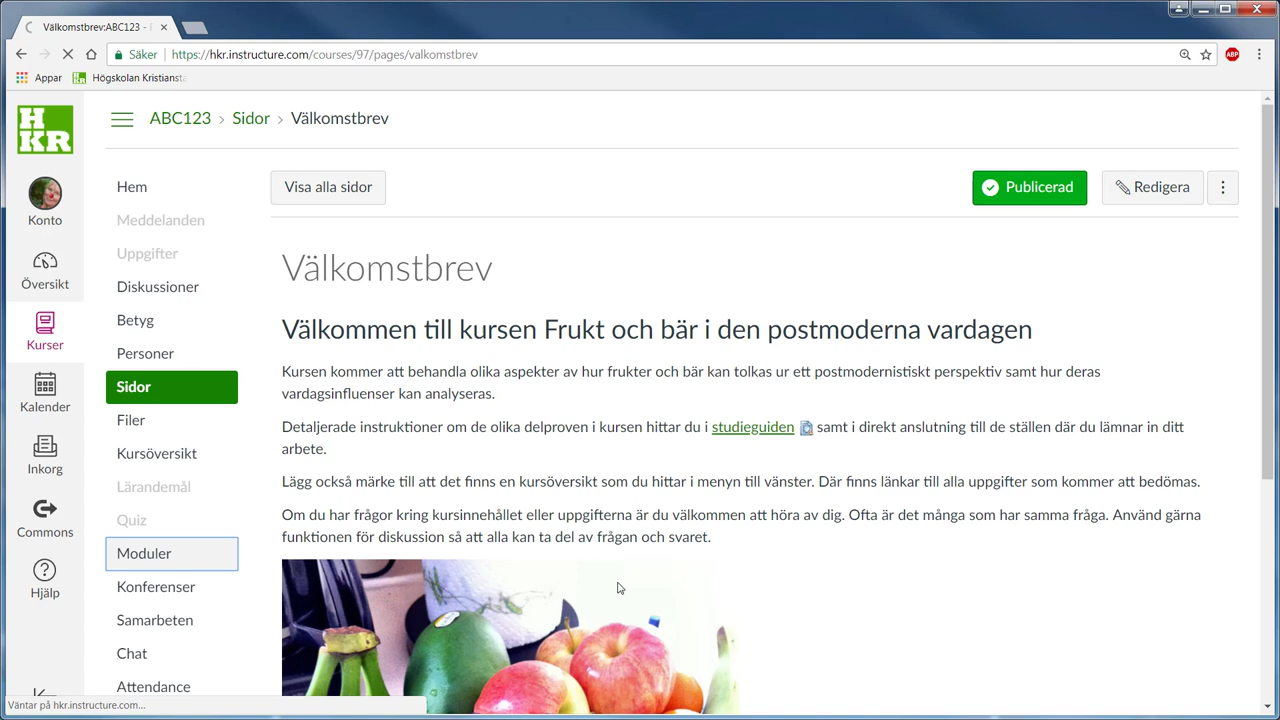 Välkomstbrev:ABC123 -
Säker
https://hkr.instructure.com/courses/97/pages/valkomstbrev
ABP
Appar
Högskolan Kristiansta
HKR
ABC123 > Sidor > Välkomstbrev
Konto
Översikt
Kurser
Kalender
Inkorg
Commons
Hjälp
Hem
Meddelanden
Uppgifter
Diskussioner
Betyg
Personer
Sidor
Filer
Kursöversikt
Lärandemål
Quiz
Moduler
Konferenser
Samarbeten
Chat
Attendance
Visa alla sidor
Publicerad
Redigera
Välkomstbrev
Välkommen till kursen Frukt och bär i den postmoderna vardagen
Kursen kommer att behandla olika aspekter av hur frukter och bär kan tolkas ur ett postmodernistiskt perspektiv samt hur deras
vardagsinfluenser kan analyseras.
Detaljerade instruktioner om de olika delproven i kursen hittar du i studieguiden samt i direkt anslutning till de ställen där du lämnar in ditt
arbete.
Lägg också märke till att det finns en kursöversikt som du hittar i menyn till vänster. Där finns länkar till alla uppgifter som kommer att bedömas.
Om du har frågor kring kursinnehållet eller uppgifterna är du välkommen att höra av dig. Ofta är det många som har samma fråga. Använd gärna
funktionen för diskussion så att alla kan ta del av frågan och svaret.
Väntar på hkr.instructure.com...